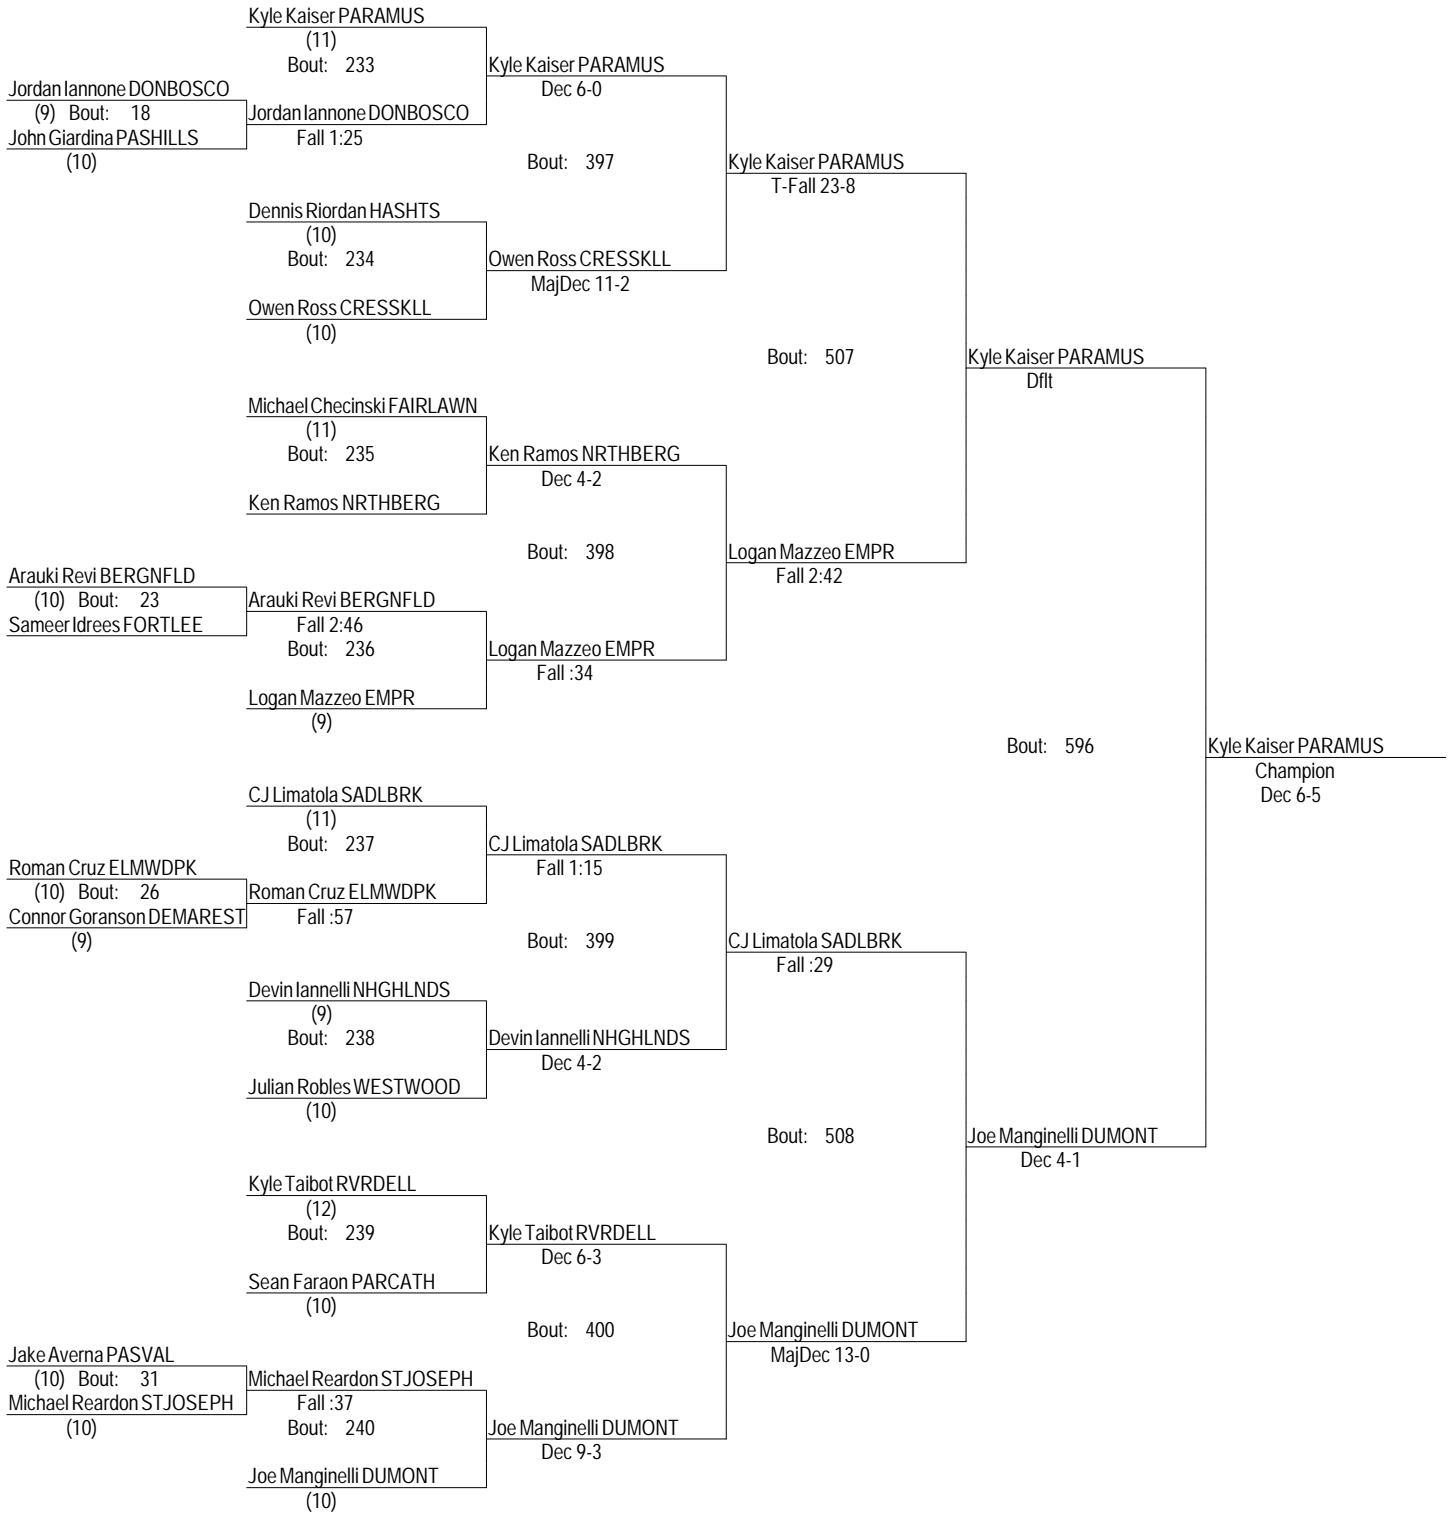 Kyle Kaiser PARAMUS
(11)
Bout: 233
Kyle Kaiser PARAMUS
Dec 6-0
Jordan Iannone DONBOSCO
(9) Bout: 18
Jordan Iannone DONBOSCO
John Giardina PASHILLS
Fall 1:25
(10)
Bout: 397
Kyle Kaiser PARAMUS
T-Fall 23-8
Dennis Riordan HASHTS
(10)
Bout: 234
Owen Ross CRESSKLL
MajDec 11-2
Owen Ross CRESSKLL
(10)
Bout: 507
Kyle Kaiser PARAMUS
Dflt
Michael Checinski FAIRLAWN
(11)
Bout: 235
Ken Ramos NRTHBERG
Dec 4-2
Ken Ramos NRTHBERG
Bout: 398
Logan Mazzeo EMPR
Fall 2:42
Arauki Revi BERGNFLD
(10) Bout: 23
Arauki Revi BERGNFLD
Sameer Idrees FORTLEE
Fall 2:46
Bout: 236
Logan Mazzeo EMPR
Fall :34
Logan Mazzeo EMPR
(9)
Bout: 596
Kyle Kaiser PARAMUS
Champion
Dec 6-5
CJ Limatola SADLBRK
(11)
Bout: 237
CJ Limatola SADLBRK
Fall 1:15
Roman Cruz ELMWDPK
(10) Bout: 26
Roman Cruz ELMWDPK
Connor Goranson DEMAREST
Fall :57
(9)
Bout: 399
CJ Limatola SADLBRK
Fall :29
Devin Iannelli NHGHLNDS
(9)
Bout: 238
Devin Iannelli NHGHLNDS
Dec 4-2
Julian Robles WESTWOOD
(10)
Bout: 508
Joe Manginelli DUMONT
Dec 4-1
Kyle Taibot RVRDELL
(12)
Bout: 239
Kyle Taibot RVRDELL
Dec 6-3
Sean Faraon PARCATH
(10)
Bout: 400
Joe Manginelli DUMONT
MajDec 13-0
Jake Averna PASVAL
(10) Bout: 31
Michael Reardon STJOSEPH
Michael Reardon STJOSEPH
Fall :37
(10)
Bout: 240
Joe Manginelli DUMONT
Dec 9-3
Joe Manginelli DUMONT
(10)